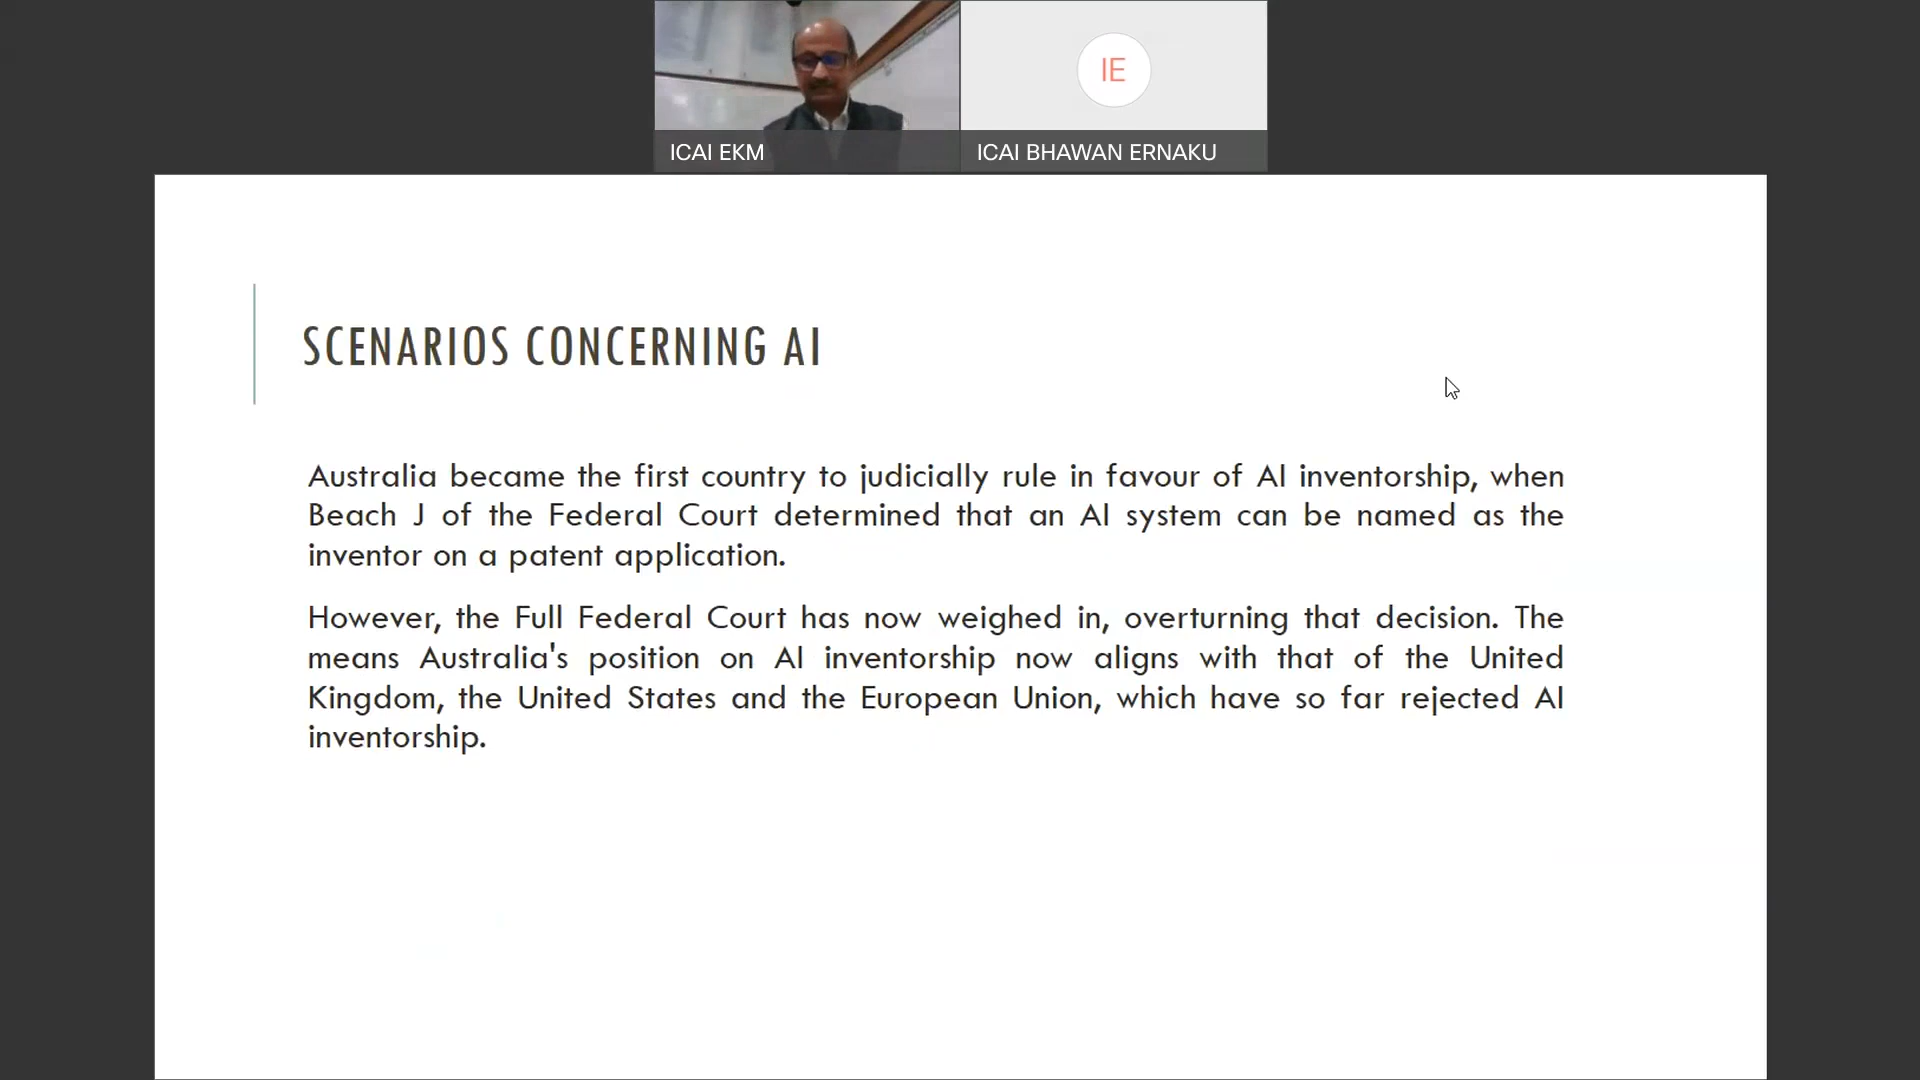 IE
ICAI EKM
ICAI BHAWAN ERNAKU
SCENARIOS CONCERNING AI
Australia became the first country to judicially rule in favour of AI inventorship, when
Beach J of the Federal Court determined that an AI system can be named as the
inventor on a patent application.
However, the Full Federal Court has now weighed in, overturning that decision. The
means Australia's position on AI inventorship now aligns with that of the United
Kingdom, the United States and the European Union, which have so far rejected AI
inventorship.